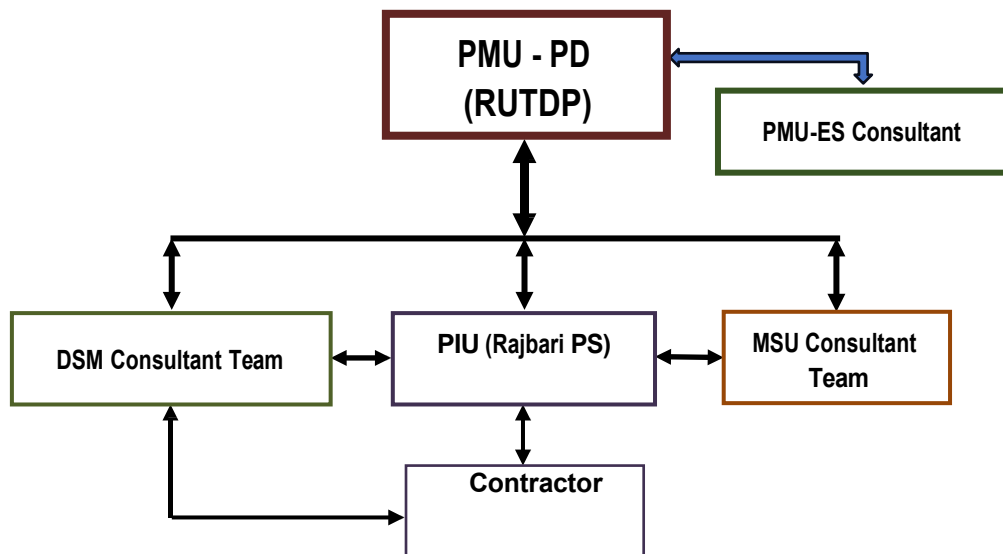 PMU - PD
(RUTDP)
PMU-ES Consultant
DSM Consultant Team
PIU (Rajbari PS)
MSU Consultant
Team
Contractor